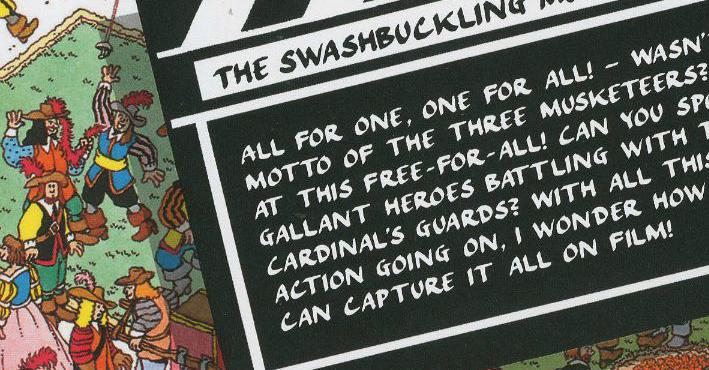 THE SWASHBUCKLING
ALL FOR ONE, ONE FOR ALL! - WASN'
MOTTO OF THE THREE MUSKETEERS?
AT THIS FREE-FOR-ALL! CAN YOU
GALLANT HEROES BATTLING WITH
CARDINAL'S GUARDS? WITH ALL THIS
ACTION GOING ON, I WONDER HOW
CAN CAPTURE IT ALL ON FILM!